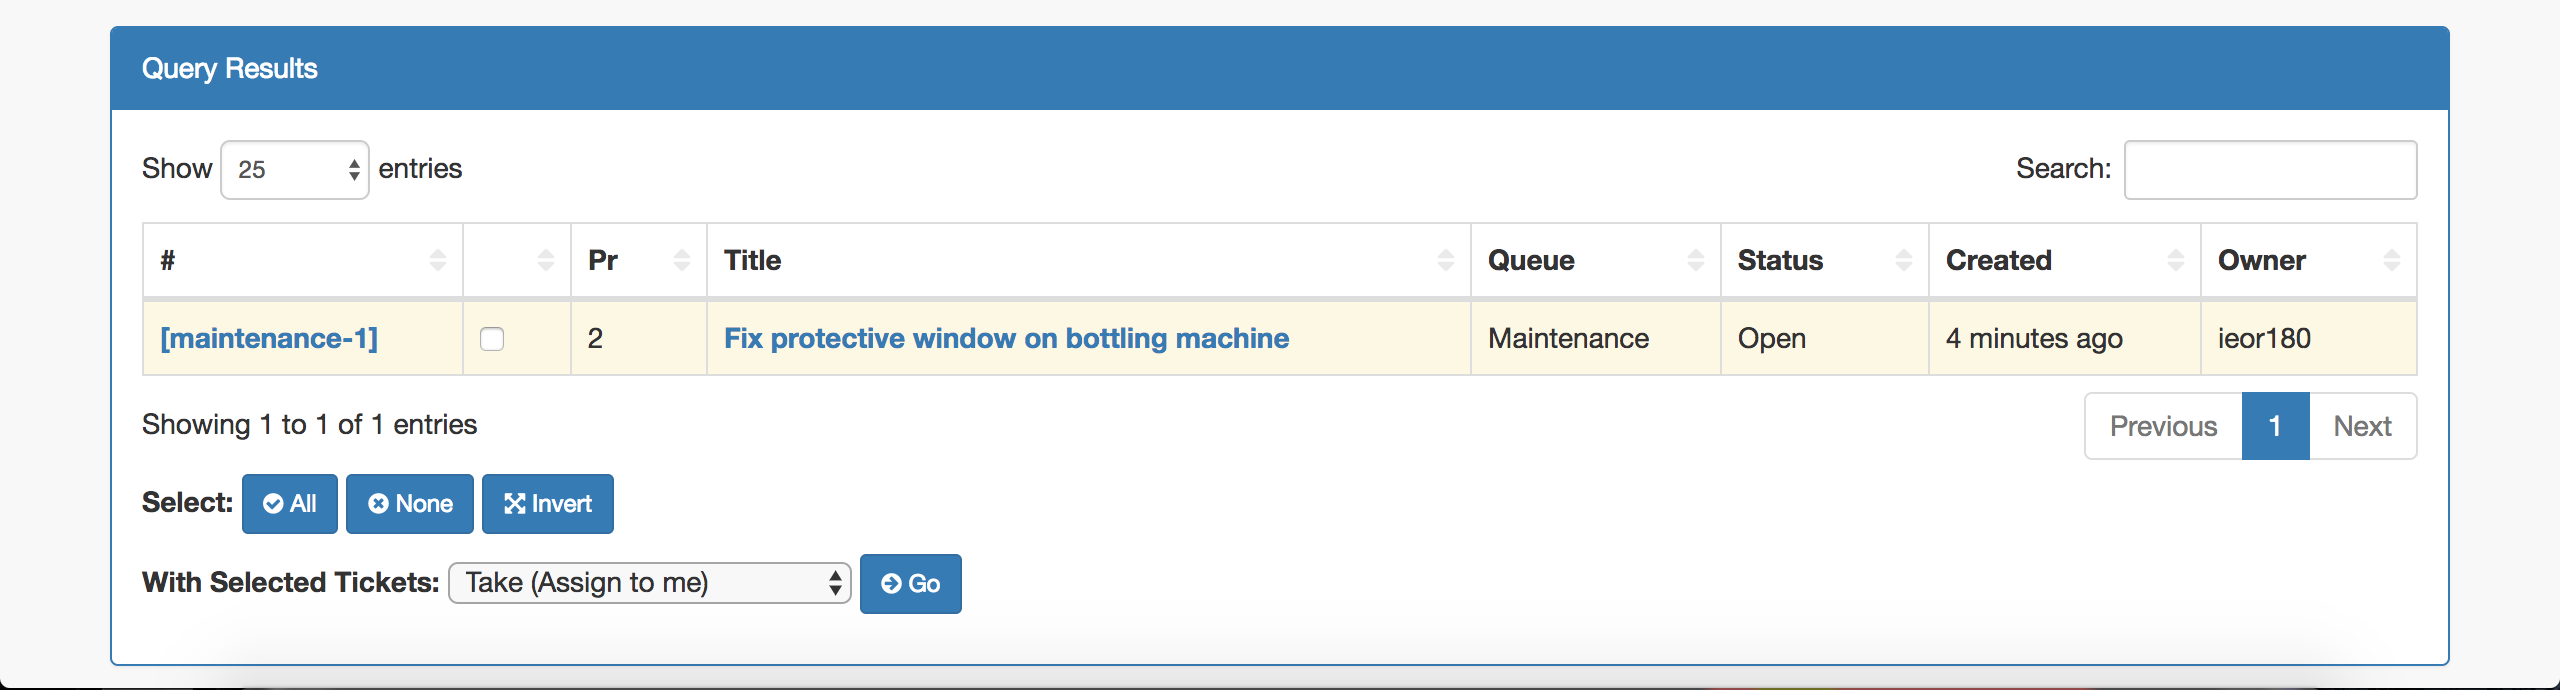 Query Results
Show 25 entries
Search:
# Pr Title Queue Status Created Owner
[maintenance-1] 2 Fix protective window on bottling machine Maintenance Open 4 minutes ago ieor180
Showing 1 to 1 of 1 entries
Previous 1 Next
Select: All None Invert
With Selected Tickets: Take (Assign to me) Go